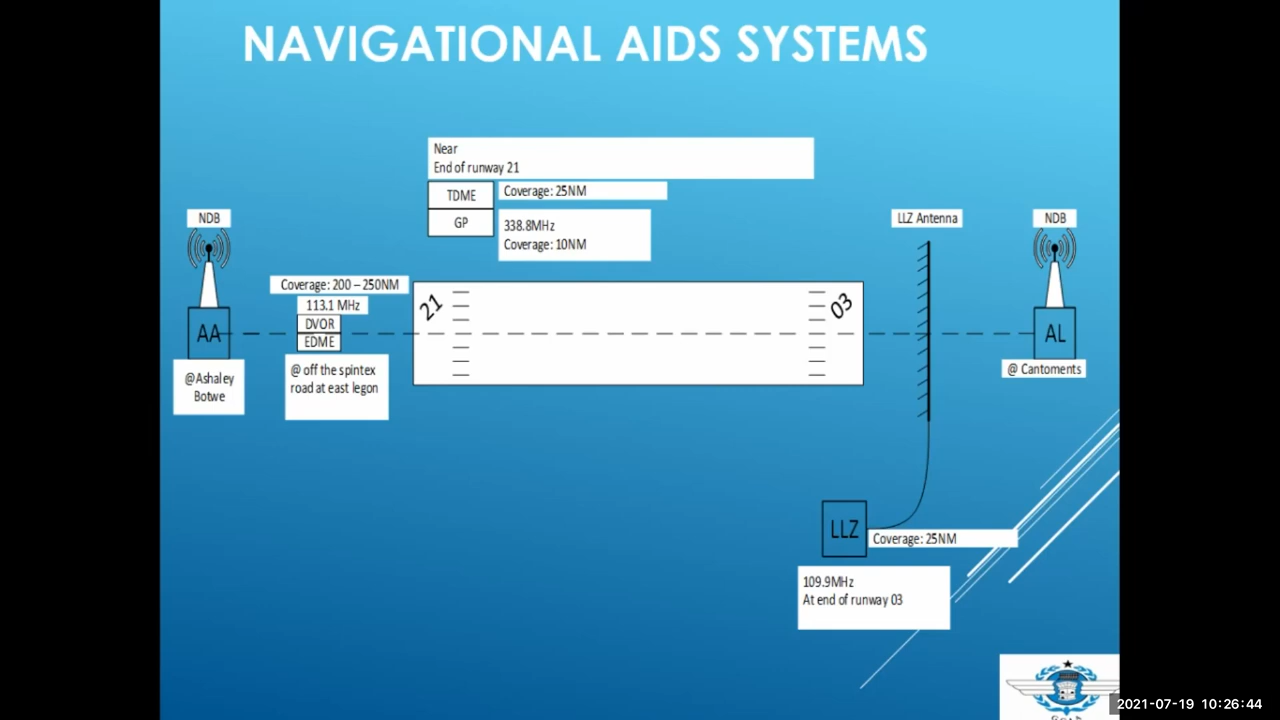 NAVIGATIONAL AIDS SYSTEMS
Near
End of runway 21
TDME
Coverage: 25NM
GP
338.8MHz
Coverage: 10NM
NDB
AA
@Ashaley
Botwe
Coverage: 200 – 250NM
113.1 MHz
DVOR
EDME
@ off the spintex
road at east legon
21
03
LLZ Antenna
NDB
AL
@ Cantoments
LLZ
Coverage: 25NM
109.9MHz
At end of runway 03
2021-07-19 10:26:44